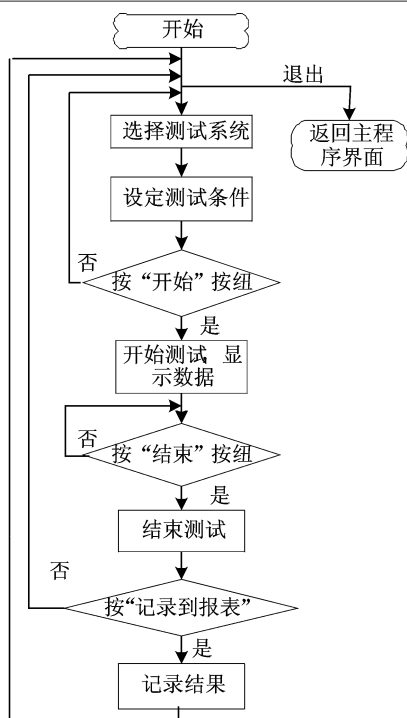 开始
退出
返回主程
序界面
选择测试系统
设定测试条件
否
按“开始”按纽
是
开始测试，显
示数据
否
按“结束”按纽
是
结束测试
否
按“记录到报表”
是
记录结果